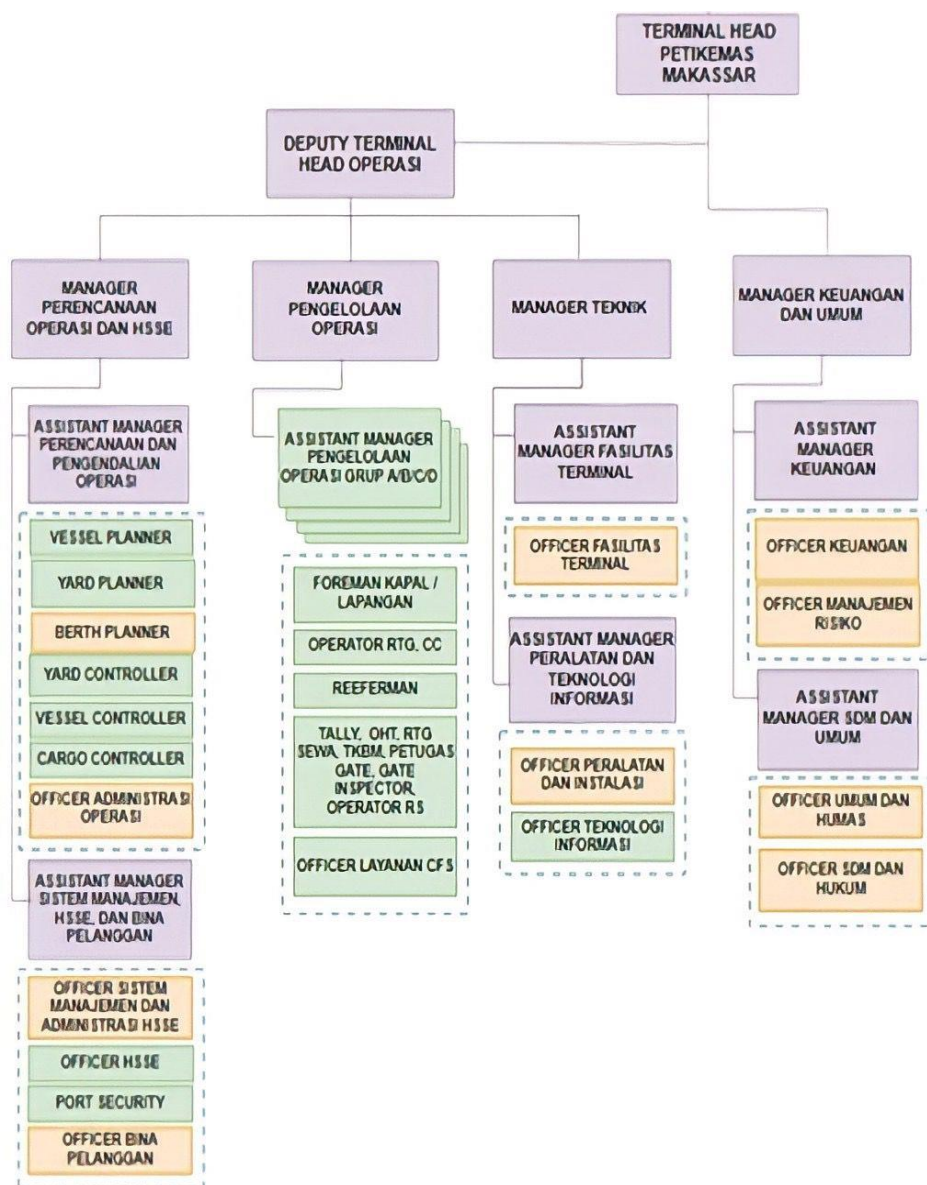 TERMINAL HEAD
PETIKEMAS
MAKASSAR
DEPUTY TERMINAL
HEAD OPERASI
MANAGER
PERENCANAAN
OPERASI DAN HSSE
MANAGER
PENGELOLAAN
OPERASI
MANAGER TEKNIK
MANAGER KEUANGAN
DAN UMUM
ASSISTANT MANAGER
PERENCANAAN DAN
PENGENDALIAN
OPERASI
VESSEL PLANNER
YARD PLANNER
BERTH PLANNER
YARD CONTROLLER
VESSEL CONTROLLER
CARGO CONTROLLER
OFFICER ADMINISTRASI
OPERASI
ASSISTANT MANAGER
SISTEM MANAJEMEN,
HSSE, DAN BINA
PELANGGAN
OFFICER SISTEM
MANAJEMEN DAN
ADMINISTRASI HSSE
OFFICER HSSE
PORT SECURITY
OFFICER BINA
PELANGGAN
ASSISTANT MANAGER
PENGELOLAAN
OPERASI GRUP A/B/C/D
FOREMAN KAPAL /
LAPANGAN
OPERATOR RTG, CC
REEFERMAN
TALLY, OHT, RTG
SEWA, TKBM, PETUGAS
GATE, GATE
INSPECTOR,
OPERATOR RS
OFFICER LAYANAN CFS
ASSISTANT
MANAGER FASILITAS
TERMINAL
OFFICER FASILITAS
TERMINAL
ASSISTANT MANAGER
PERALATAN DAN
TEKNOLOGI
INFORMASI
OFFICER PERALATAN
DAN INSTALASI
OFFICER TEKNOLOGI
INFORMASI
ASSISTANT
MANAGER
KEUANGAN
OFFICER KEUANGAN
OFFICER MANAJEMEN
RISIKO
ASSISTANT
MANAGER SDM DAN
UMUM
OFFICER UMUM DAN
HUMAS
OFFICER SDM DAN
HUKUM